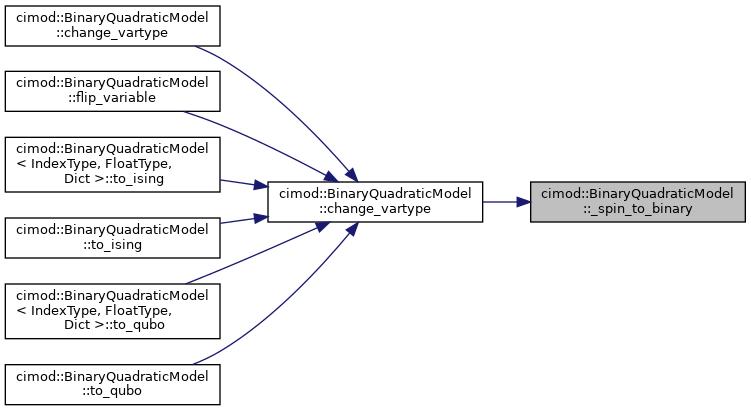 cimod::BinaryQuadraticModel
::change_vartype
cimod::BinaryQuadraticModel
::flip_variable
cimod::BinaryQuadraticModel
< IndexType, FloatType,
Dict >::to_ising
cimod::BinaryQuadraticModel
::to_ising
cimod::BinaryQuadraticModel
< IndexType, FloatType,
Dict >::to_qubo
cimod::BinaryQuadraticModel
::to_qubo
cimod::BinaryQuadraticModel
::change_vartype
cimod::BinaryQuadraticModel
::_spin_to_binary